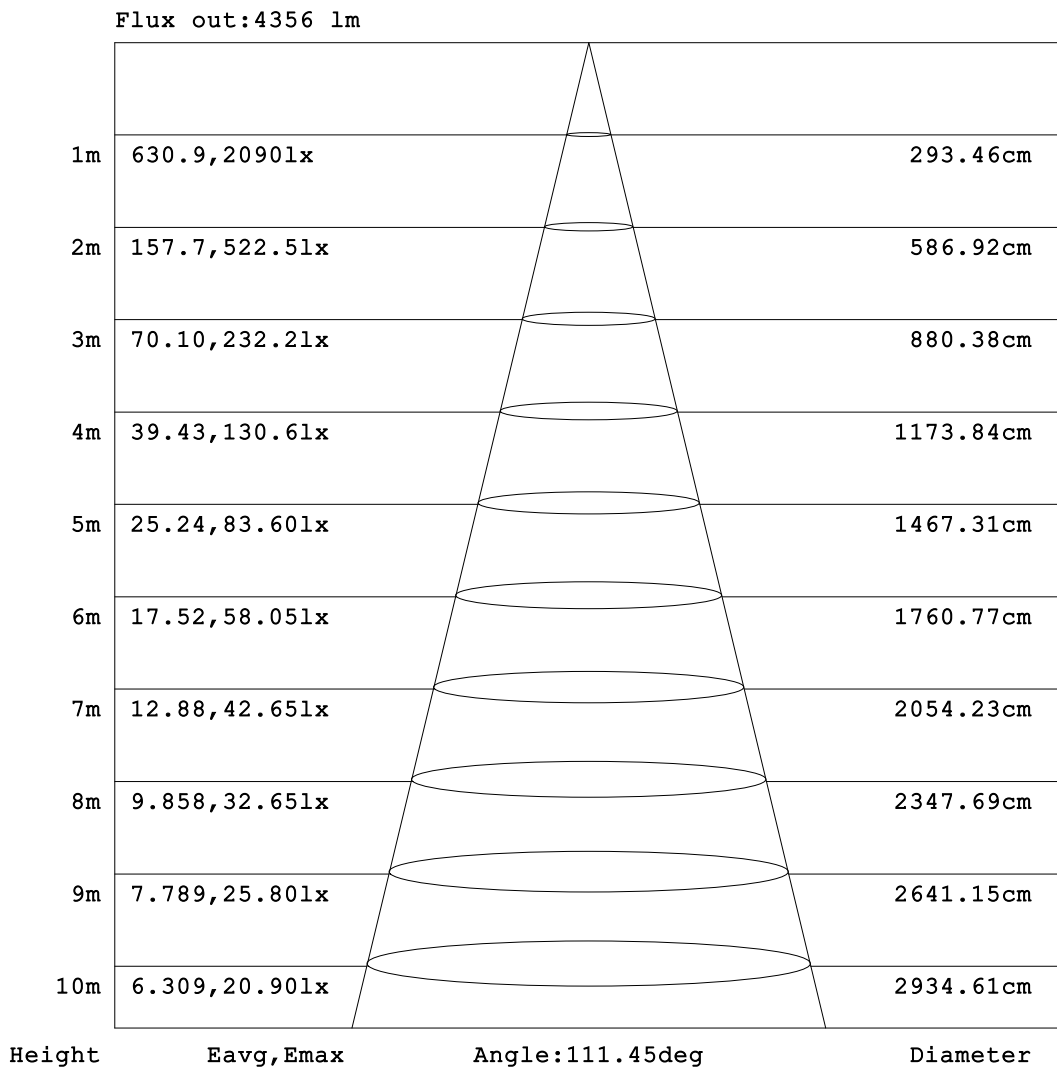 Flux out:4356 lm
1m 630.9,2090lx 293.46cm
2m 157.7,522.5lx 586.92cm
3m 70.10,232.2lx 880.38cm
4m 39.43,130.6lx 1173.84cm
5m 25.24,83.60lx 1467.31cm
6m 17.52,58.05lx 1760.77cm
7m 12.88,42.65lx 2054.23cm
8m 9.858,32.65lx 2347.69cm
9m 7.789,25.80lx 2641.15cm
10m 6.309,20.90lx 2934.61cm
Height Eavg,Emax Angle:111.45deg Diameter